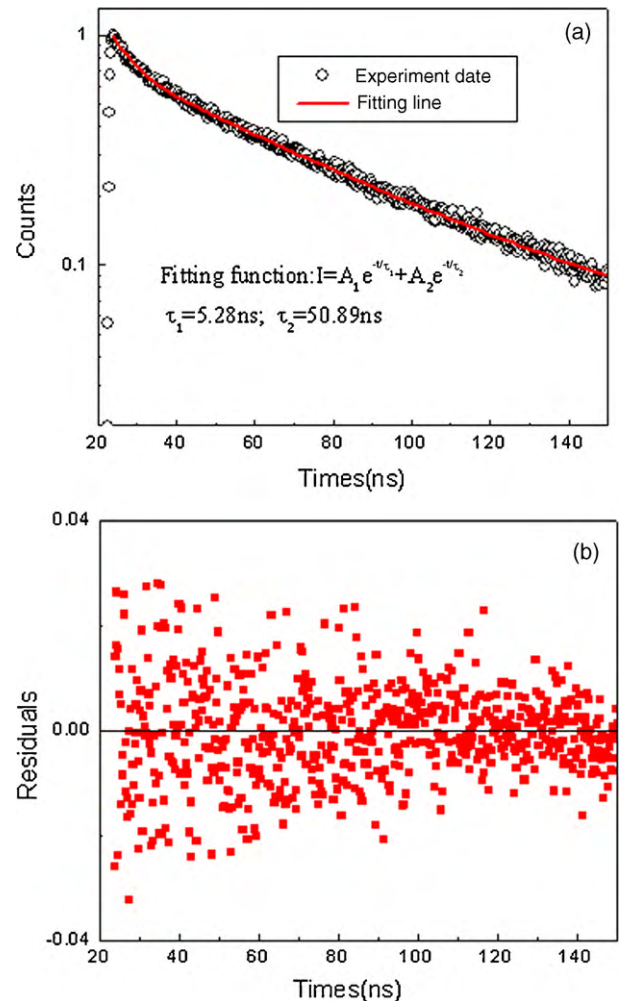 (a)
1
0.1
Experiment date
Fitting line
Fitting function:I=A₁e^-t/τ₁+A₂e^-t/τ₂
τ₁=5.28ns; τ₂=50.89ns
Counts
20 40 60 80 100 120 140
Times(ns)
(b)
0.04
0.00
-0.04
Residuals
20 40 60 80 100 120 140
Times(ns)